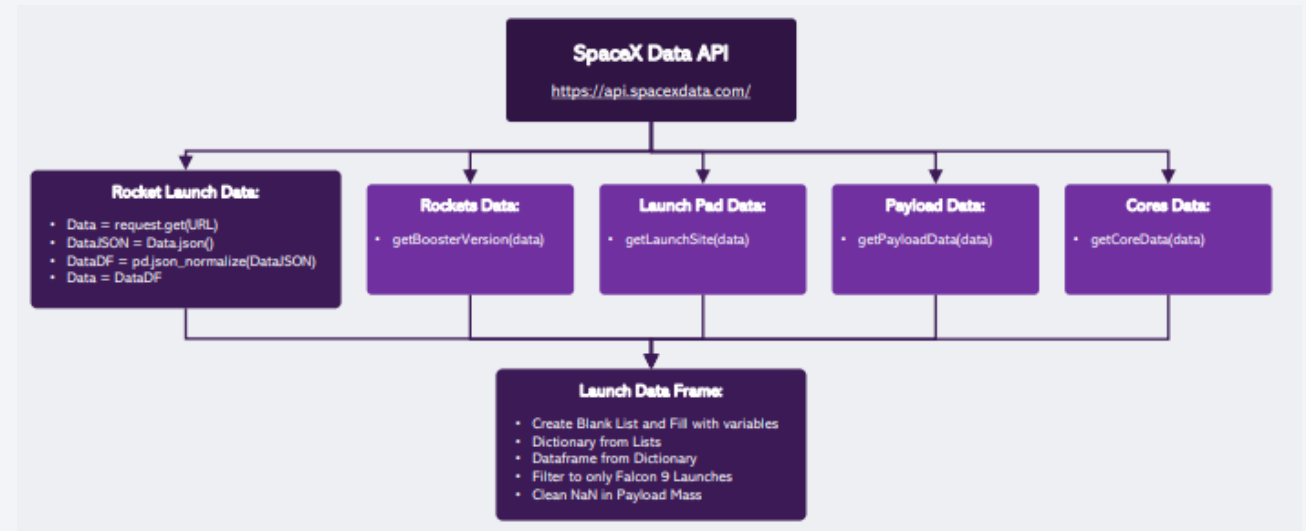 SpaceX Data API
https://api.spacexdata.com/
Rocket Launch Data:
• Data = request.get(URL)
• DataJSON = Data.json()
• DataDF = pd.json_normalize(DataJSON)
• Data = DataDF
Rockets Data:
• getBoosterVersion(data)
Launch Pad Data:
• getLaunchSite(data)
Payload Data:
• getPayloadData(data)
Cores Data:
• getCoreData(data)
Launch Data Frame:
• Create Blank List and Fill with variables
• Dictionary from Lists
• Dataframe from Dictionary
• Filter to only Falcon 9 Launches
• Clean NaN in Payload Mass